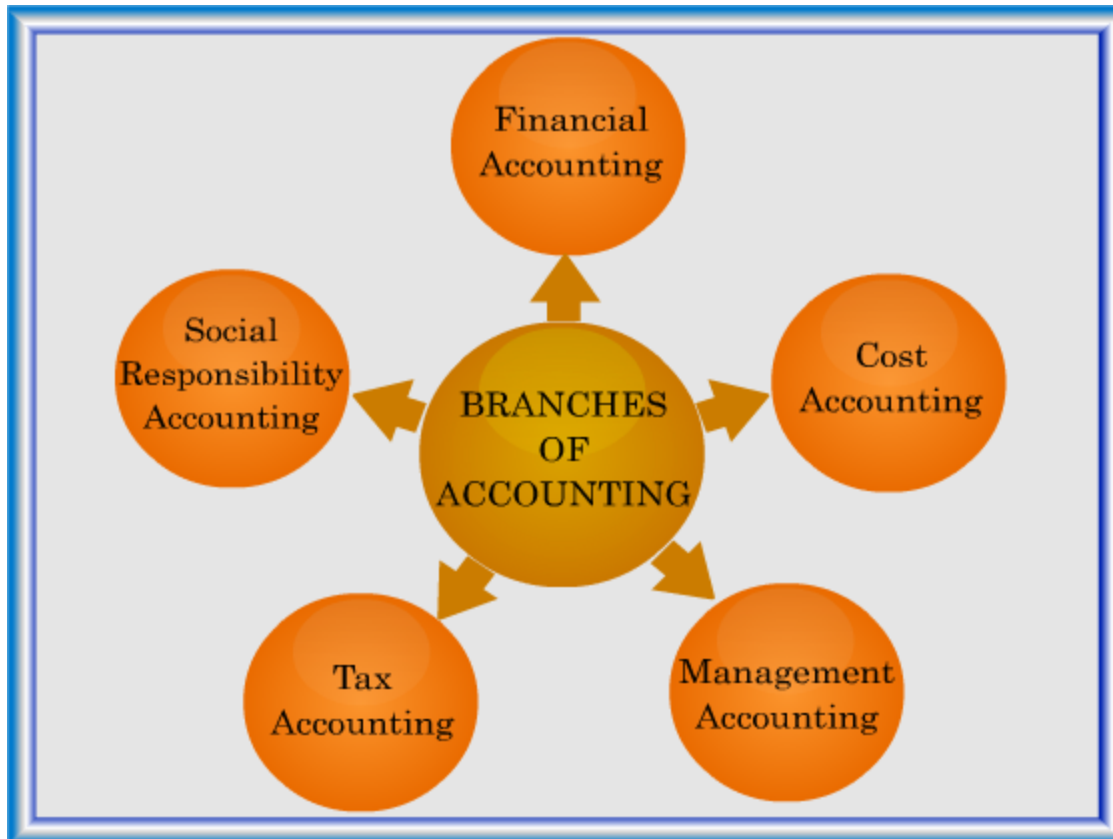 Financial
Accounting
Social
Responsibility
Accounting
Cost
Accounting
BRANCHES
OF
ACCOUNTING
Tax
Accounting
Management
Accounting